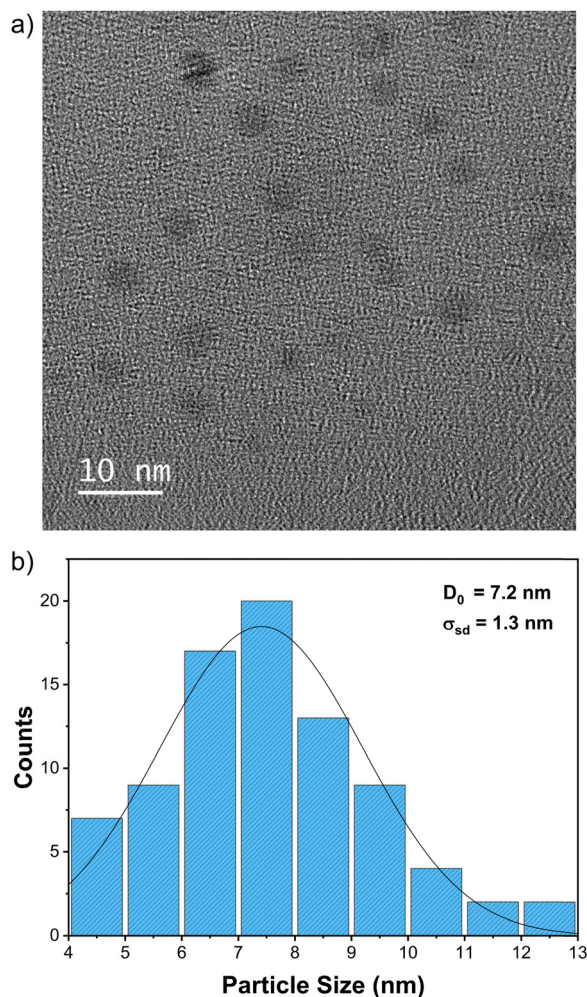 a)
10 nm
b)
D₀ = 7.2 nm
σsd = 1.3 nm
20
15
10
5
0
Counts
4 5 6 7 8 9 10 11 12 13
Particle Size (nm)